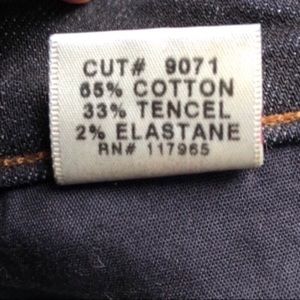 CUT# 9071
65% COTTON
33% TENCEL
2% ELASTANE
RN# 117965